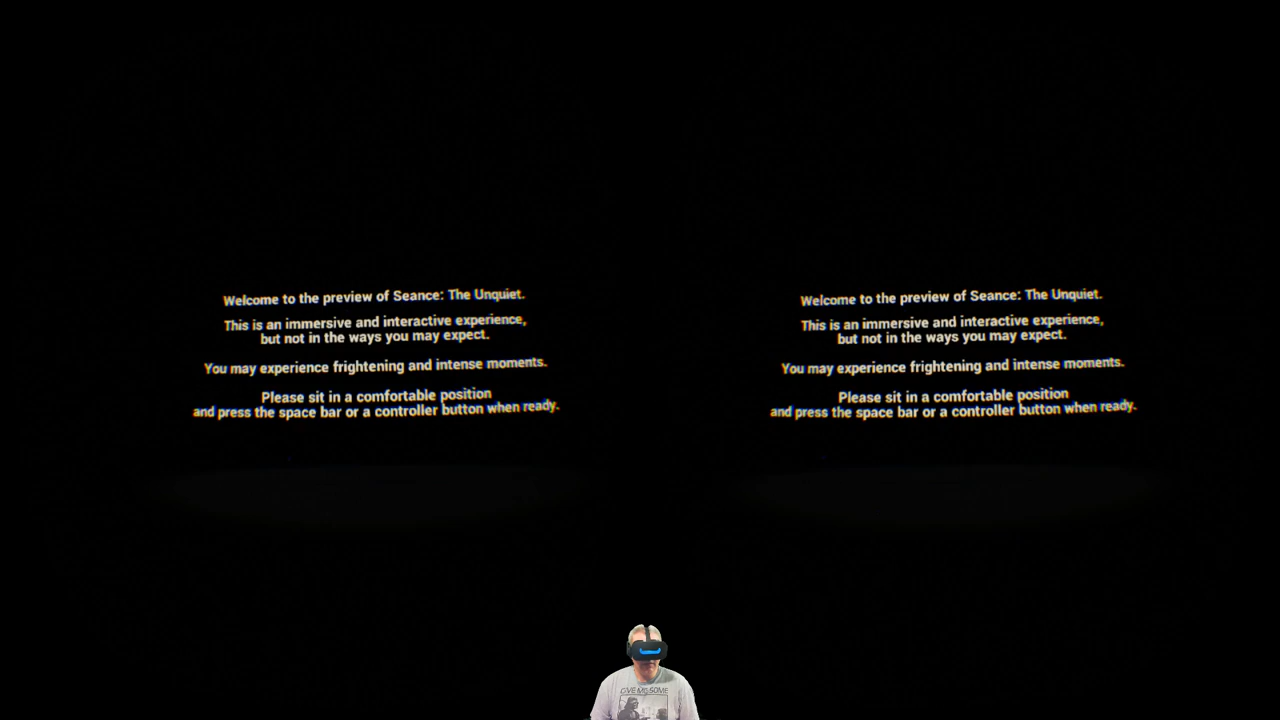 Welcome to the preview of Seance: The Unquiet.
This is an immersive and interactive experience,
but not in the ways you may expect.
You may experience frightening and intense moments.
Please sit in a comfortable position
and press the space bar or a controller button when ready.
Welcome to the preview of Seance: The Unquiet.
This is an immersive and interactive experience,
but not in the ways you may expect.
You may experience frightening and intense moments.
Please sit in a comfortable position
and press the space bar or a controller button when ready.
GIVE ME SOME